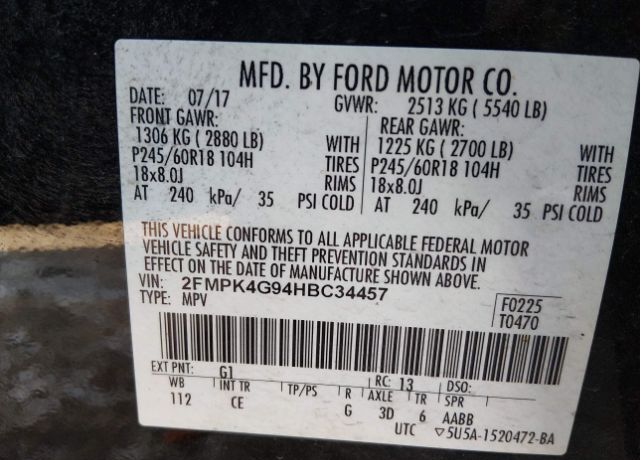 MFD. BY FORD MOTOR CO.
DATE: 07/17 GVWR: 2513 KG ( 5540 LB)
FRONT GAWR: REAR GAWR:
1306 KG ( 2880 LB) WITH 1225 KG ( 2700 LB) WITH
P245/60R18 104H TIRES P245/60R18 104H TIRES
18x8.0J RIMS 18x8.0J RIMS
AT 240 kPa/ 35 PSI COLD AT 240 kPa/ 35 PSI COLD
THIS VEHICLE CONFORMS TO ALL APPLICABLE FEDERAL MOTOR
VEHICLE SAFETY AND THEFT PREVENTION STANDARDS IN
EFFECT ON THE DATE OF MANUFACTURE SHOWN ABOVE.
VIN: 2FMPK4G94HBC34457 F0225
TYPE: MPV T0470
EXT PNT: G1 RC: 13 DSO:
WB INT TR TP/PS R AXLE TR SPR
112 CE G 3D 6 AABB
UTC ▽5U5A-1520472-BA